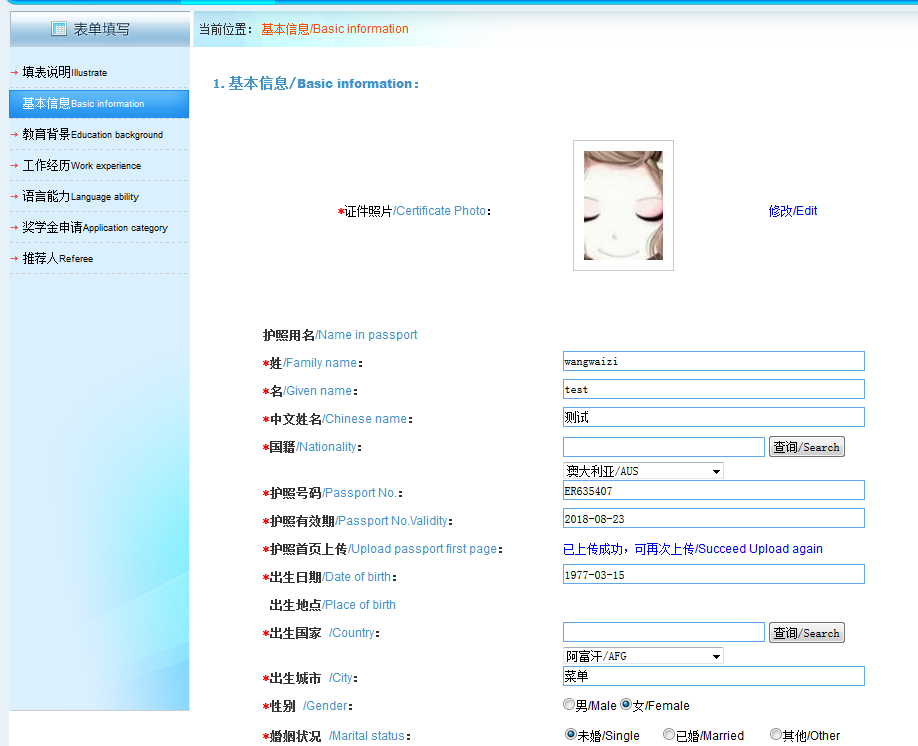 表单填写
当前位置： 基本信息/Basic information
填表说明Illustrate
基本信息Basic information
教育背景Education background
工作经历Work experience
语言能力Language ability
奖学金申请Application category
推荐人Referee
1. 基本信息/Basic information：
*证件照片/Certificate Photo： 修改/Edit
护照用名/Name in passport
*姓/Family name： wangwaizi
*名/Given name： test
*中文姓名/Chinese name： 测试
*国籍/Nationality： 查询/Search
澳大利亚/AUS
*护照号码/Passport No.： ER635407
*护照有效期/Passport No.Validity： 2018-08-23
*护照首页上传/Upload passport first page： 已上传成功，可再次上传/Succeed Upload again
*出生日期/Date of birth： 1977-03-15
出生地点/Place of birth
*出生国家 /Country： 查询/Search
阿富汗/AFG
*出生城市 /City： 菜单
*性别 /Gender： 男/Male 女/Female
*婚姻状况 /Marital status： 未婚/Single 已婚/Married 其他/Other